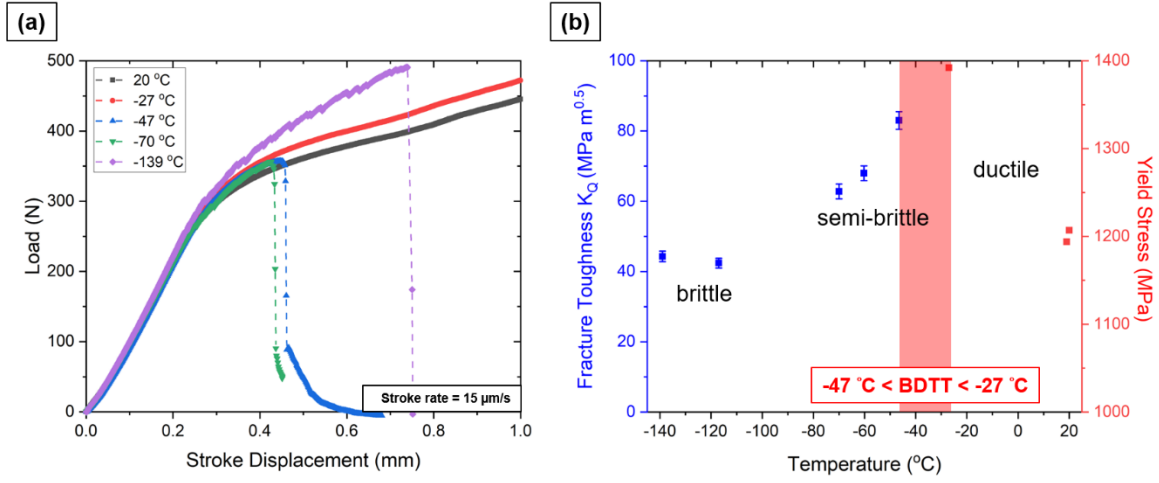 (a)
500
400
300
200
100
0
Load (N)
20 °C
-27 °C
-47 °C
-70 °C
-139 °C
Stroke rate = 15 µm/s
0.0 0.2 0.4 0.6 0.8 1.0
Stroke Displacement (mm)
(b)
100
80
60
40
20
0
Fracture Toughness K_Q (MPa m^0.5)
ductile
semi-brittle
brittle
-47 °C < BDTT < -27 °C
-140 -120 -100 -80 -60 -40 -20 0 20
Temperature (°C)
1400
1300
1200
1100
1000
Yield Stress
(MPa)